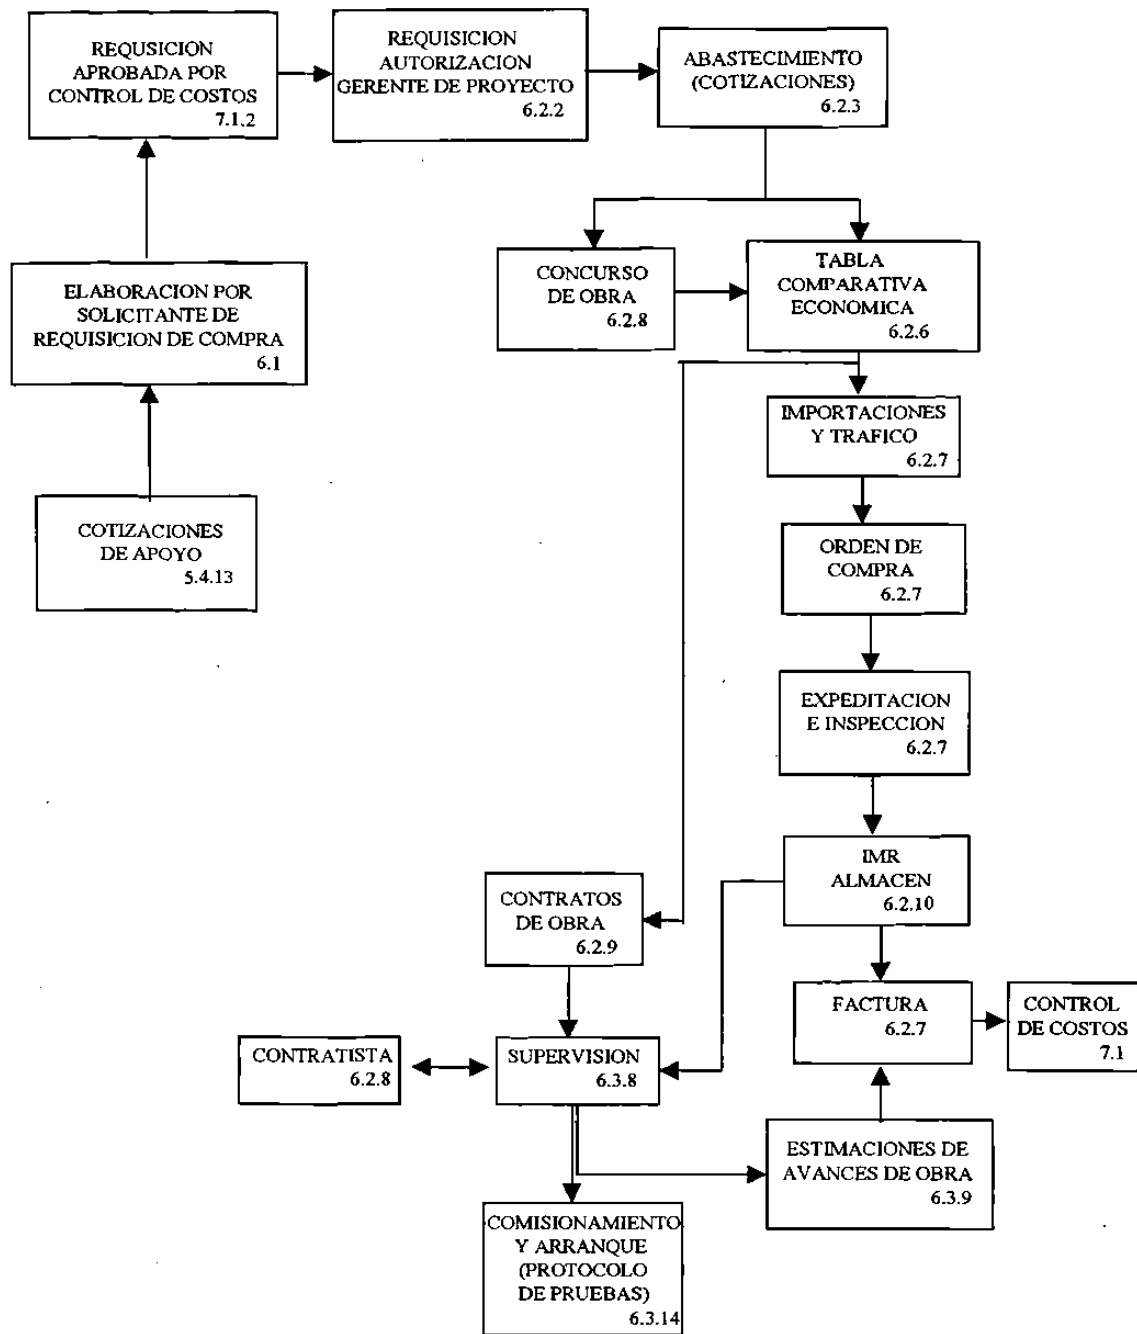 REQUSICION
APROBADA POR
CONTROL DE COSTOS
7.1.2
REQUISICION
AUTORIZACION
GERENTE DE PROYECTO
6.2.2
ABASTECIMIENTO
(COTIZACIONES)
6.2.3
ELABORACION POR
SOLICITANTE DE
REQUISICION DE COMPRA
6.1
CONCURSO
DE OBRA
6.2.8
TABLA
COMPARATIVA
ECONOMICA
6.2.6
IMPORTACIONES
Y TRAFICO
6.2.7
COTIZACIONES
DE APOYO
5.4.13
ORDEN DE
COMPRA
6.2.7
EXPEDITACION
E INSPECCION
6.2.7
IMR
ALMACEN
6.2.10
CONTRATOS
DE OBRA
6.2.9
FACTURA
6.2.7
CONTROL
DE COSTOS
7.1
CONTRATISTA
6.2.8
SUPERVISION
6.3.8
ESTIMACIONES DE
AVANCES DE OBRA
6.3.9
COMISIONAMIENTO
Y ARRANQUE
(PROTOCOLO
DE PRUEBAS)
6.3.14